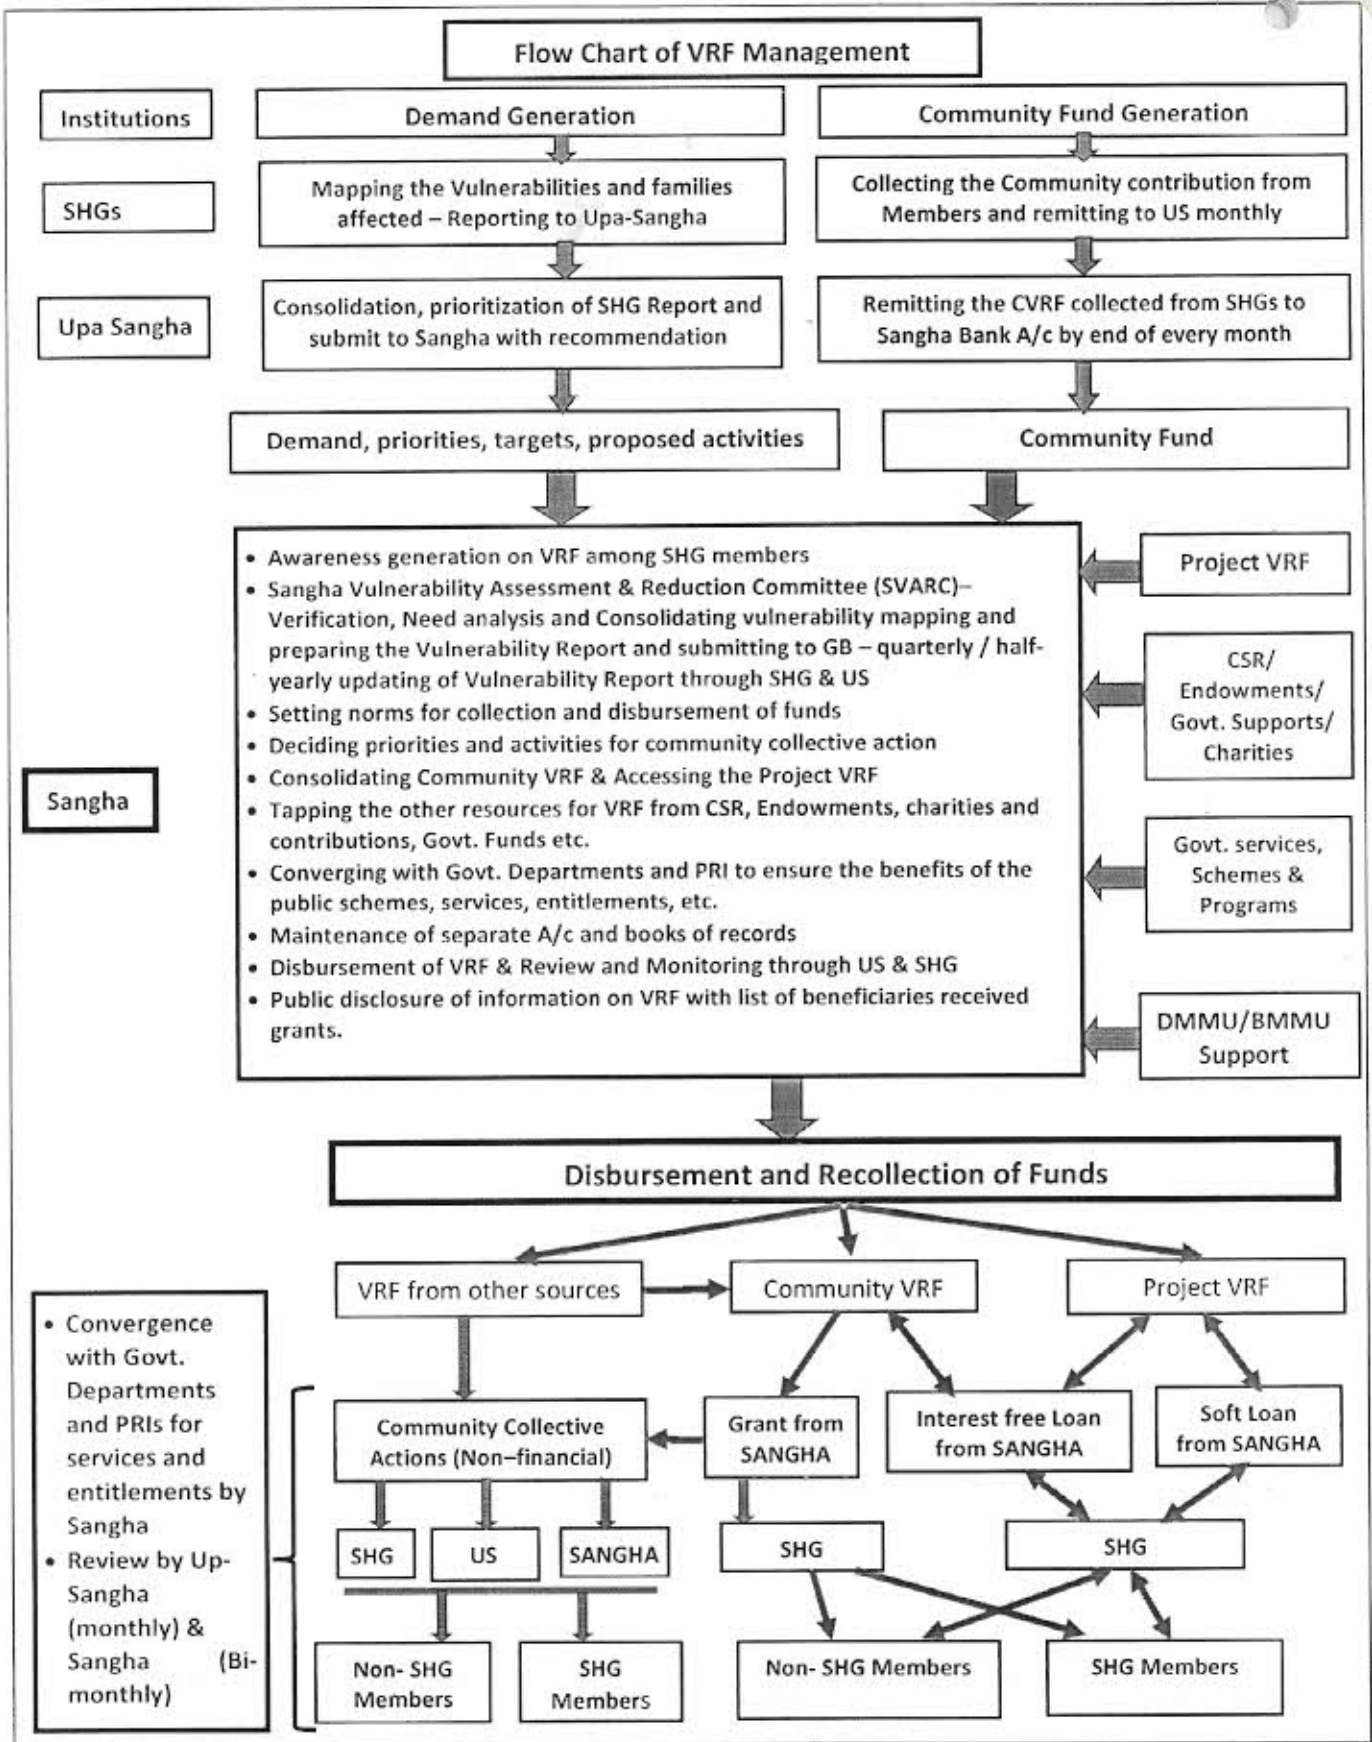 Flow Chart of VRF Management
Institutions
Demand Generation
Community Fund Generation
SHGs
Mapping the Vulnerabilities and families
affected – Reporting to Upa-Sangha
Collecting the Community contribution from
Members and remitting to US monthly
Upa Sangha
Consolidation, prioritization of SHG Report and
submit to Sangha with recommendation
Remitting the CVRF collected from SHGs to
Sangha Bank A/c by end of every month
Demand, priorities, targets, proposed activities
Community Fund
Sangha
• Awareness generation on VRF among SHG members
• Sangha Vulnerability Assessment & Reduction Committee (SVARC)–
Verification, Need analysis and Consolidating vulnerability mapping and
preparing the Vulnerability Report and submitting to GB – quarterly / half-
yearly updating of Vulnerability Report through SHG & US
• Setting norms for collection and disbursement of funds
• Deciding priorities and activities for community collective action
• Consolidating Community VRF & Accessing the Project VRF
• Tapping the other resources for VRF from CSR, Endowments, charities and
contributions, Govt. Funds etc.
• Converging with Govt. Departments and PRI to ensure the benefits of the
public schemes, services, entitlements, etc.
• Maintenance of separate A/c and books of records
• Disbursement of VRF & Review and Monitoring through US & SHG
• Public disclosure of information on VRF with list of beneficiaries received
grants.
Project VRF
CSR/
Endowments/
Govt. Supports/
Charities
Govt. services,
Schemes &
Programs
DMMU/BMMU
Support
Disbursement and Recollection of Funds
VRF from other sources
Community VRF
Project VRF
• Convergence
with Govt.
Departments
and PRIs for
services and
entitlements by
Sangha
• Review by Up-
Sangha
(monthly) &
Sangha (Bi-
monthly)
Community Collective
Actions (Non–financial)
Grant from
SANGHA
Interest free Loan
from SANGHA
Soft Loan
from SANGHA
SHG
US
SANGHA
SHG
SHG
Non- SHG
Members
SHG
Members
Non- SHG Members
SHG Members